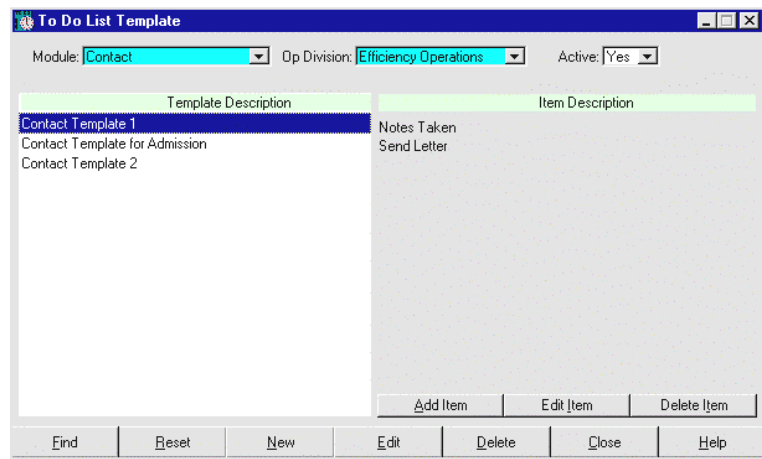 To Do List Template
Module: Contact Op Division: Efficiency Operations Active: Yes
Template Description Item Description
Contact Template 1
Contact Template for Admission
Contact Template 2
Notes Taken
Send Letter
Add Item Edit Item Delete Item
Find Reset New Edit Delete Close Help